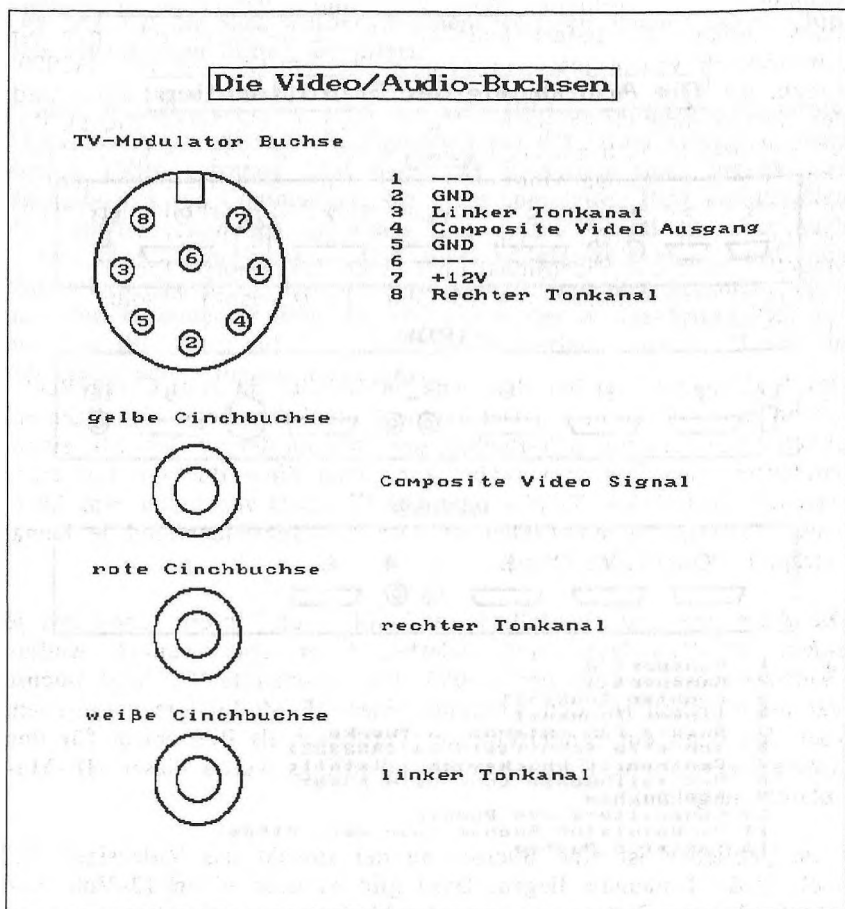 Die Video/Audio-Buchsen
TV-Modulator Buchse
1 ---
2 GND
3 Linker Tonkanal
4 Composite Video Ausgang
5 GND
6 ---
7 +12V
8 Rechter Tonkanal
8 7
6
3 1
5 4
2
gelbe Cinchbuchse
Composite Video Signal
rote Cinchbuchse
rechter Tonkanal
weiße Cinchbuchse
linker Tonkanal